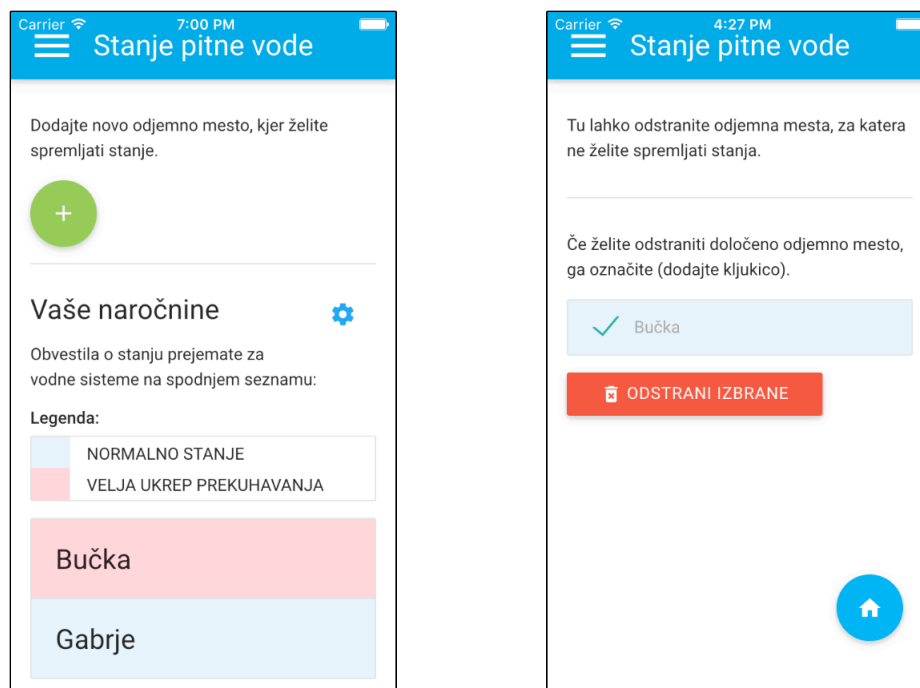 Carrier 7:00 PM
Stanje pitne vode
Dodajte novo odjemno mesto, kjer želite
spremljati stanje.
+
Vaše naročnine
Obvestila o stanju prejemate za
vodne sisteme na spodnjem seznamu:
Legenda:
NORMALNO STANJE
VELJA UKREP PREKUHAVANJA
Bučka
Gabrje
Carrier 4:27 PM
Stanje pitne vode
Tu lahko odstranite odjemna mesta, za katera
ne želite spremljati stanja.
Če želite odstraniti določeno odjemno mesto,
ga označite (dodajte kljukico).
Bučka
ODSTRANI IZBRANE